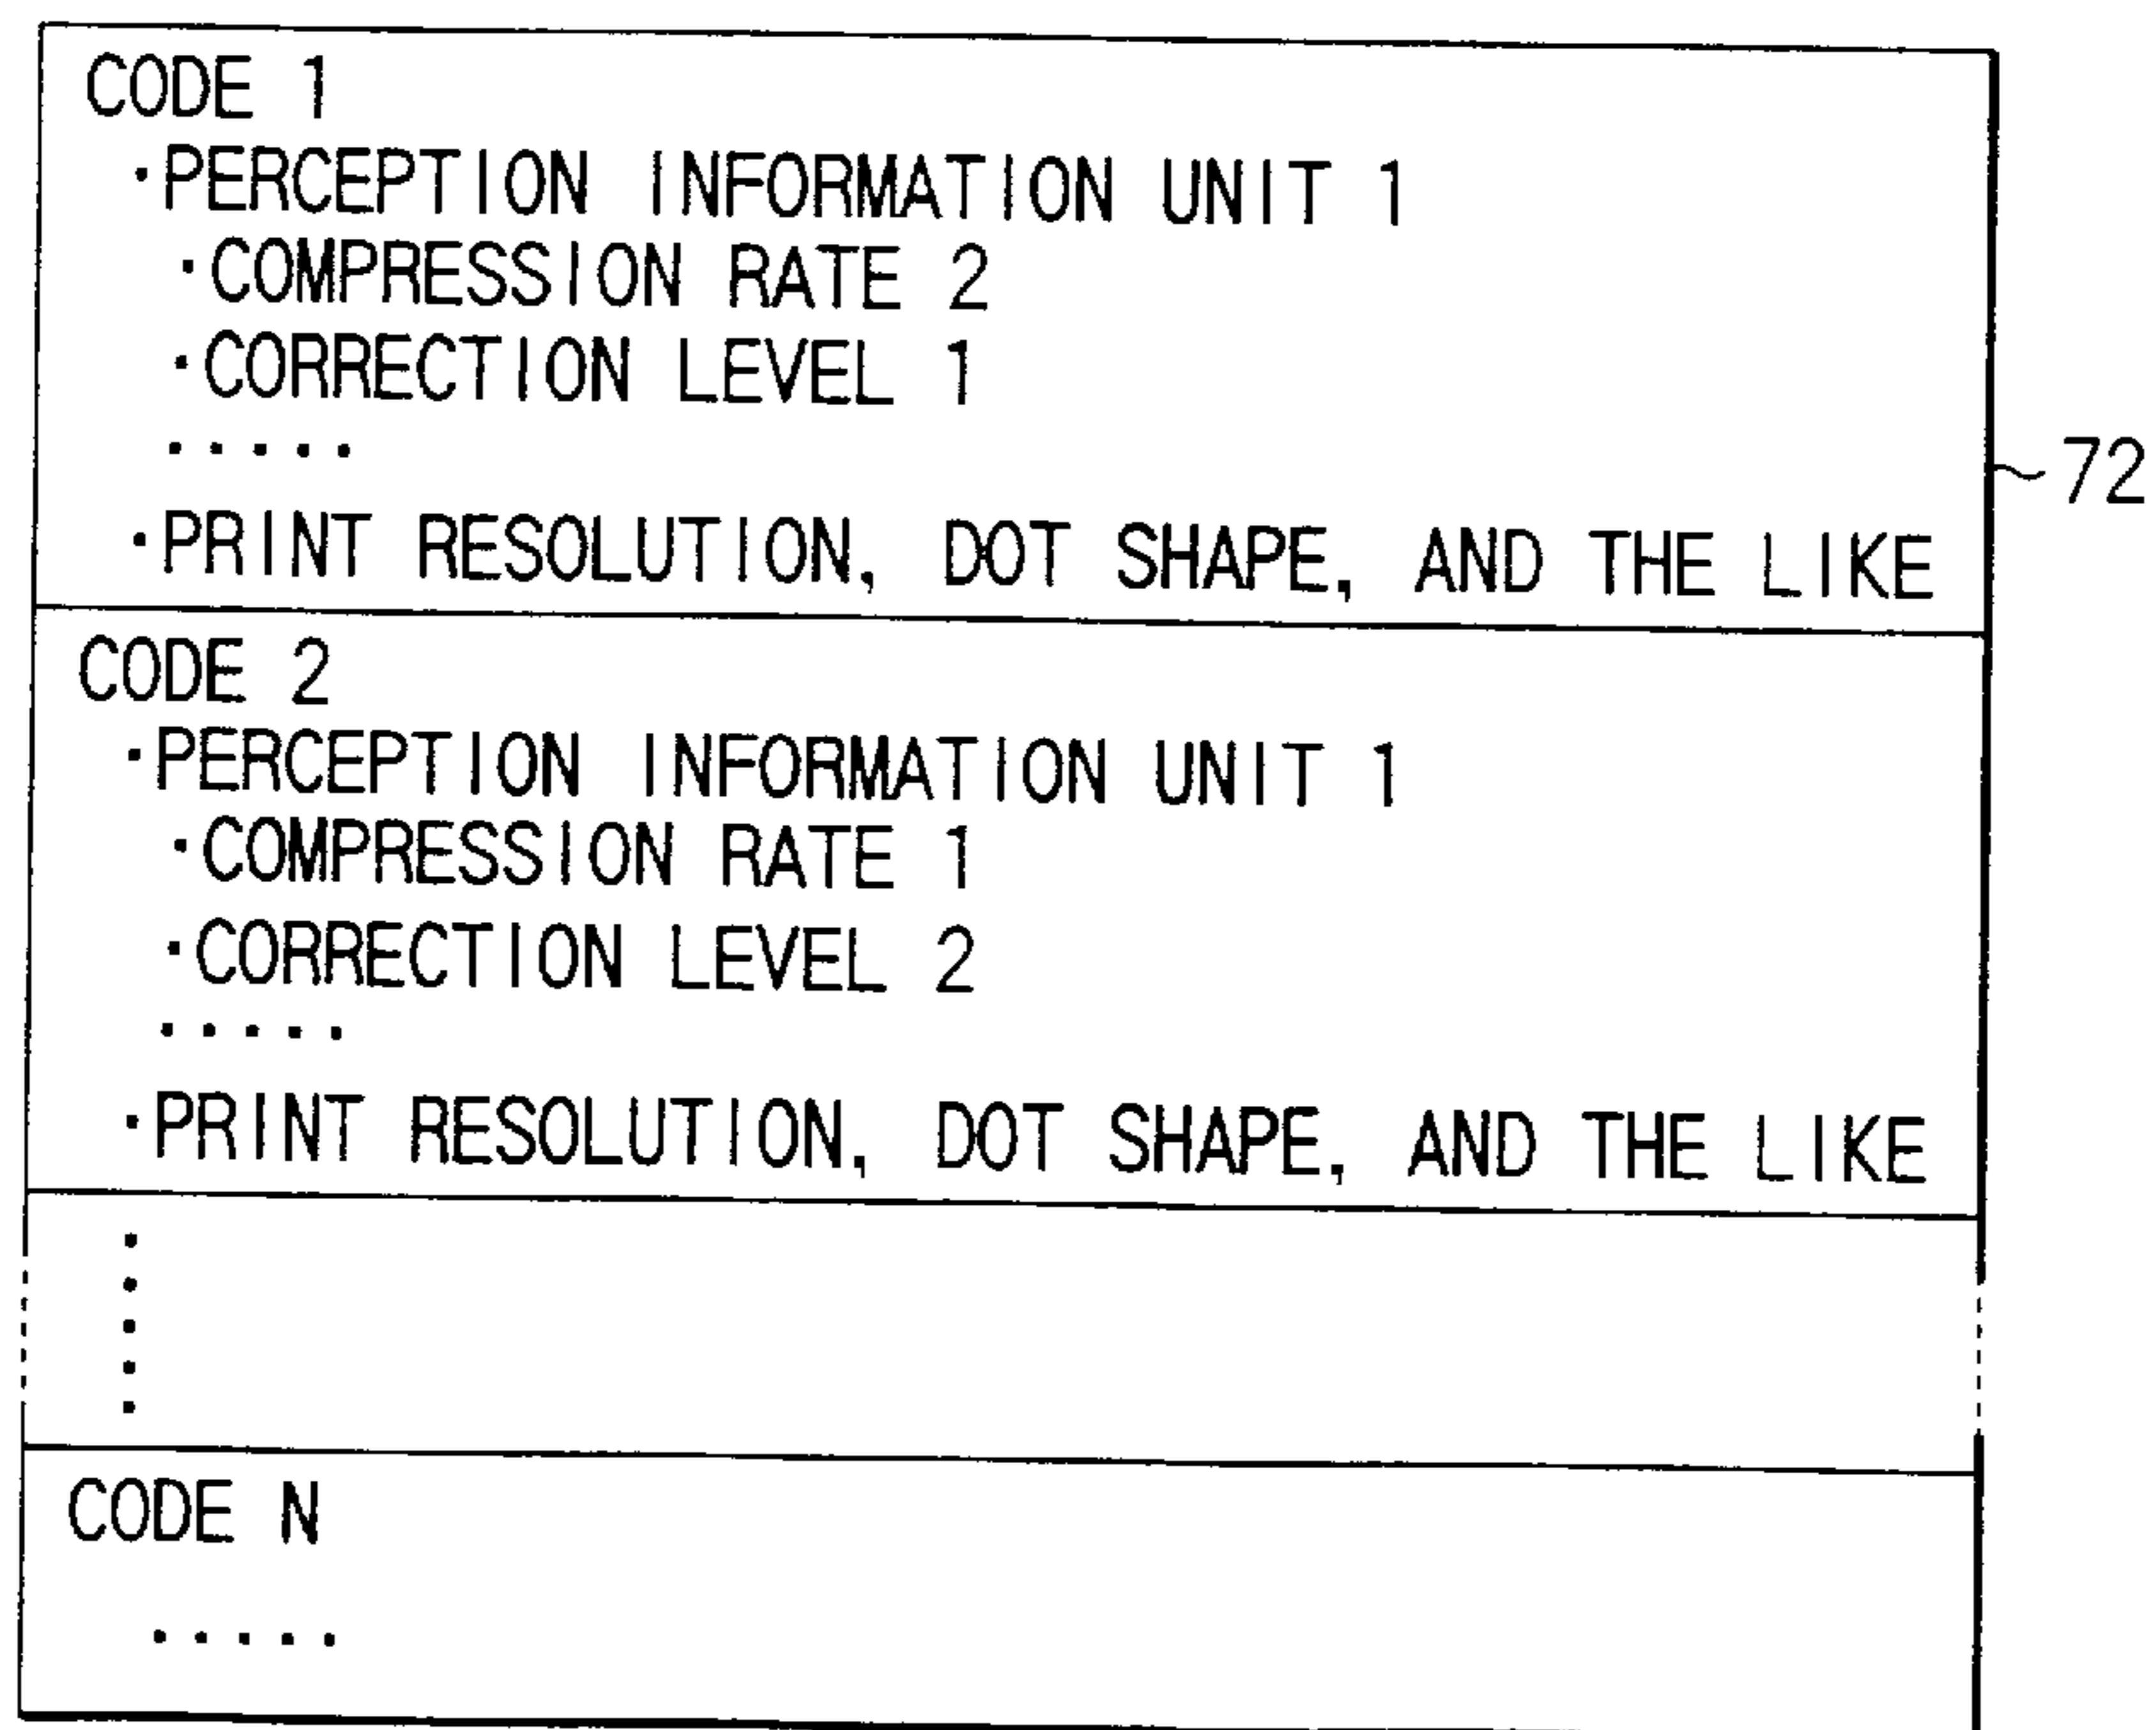 CODE 1
・PERCEPTION INFORMATION UNIT 1
・COMPRESSION RATE 2
・CORRECTION LEVEL 1
・・・・・
72
・PRINT RESOLUTION, DOT SHAPE, AND THE LIKE
CODE 2
・PERCEPTION INFORMATION UNIT 1
・COMPRESSION RATE 1
・CORRECTION LEVEL 2
・・・・・
・PRINT RESOLUTION, DOT SHAPE, AND THE LIKE
CODE N
・・・・・